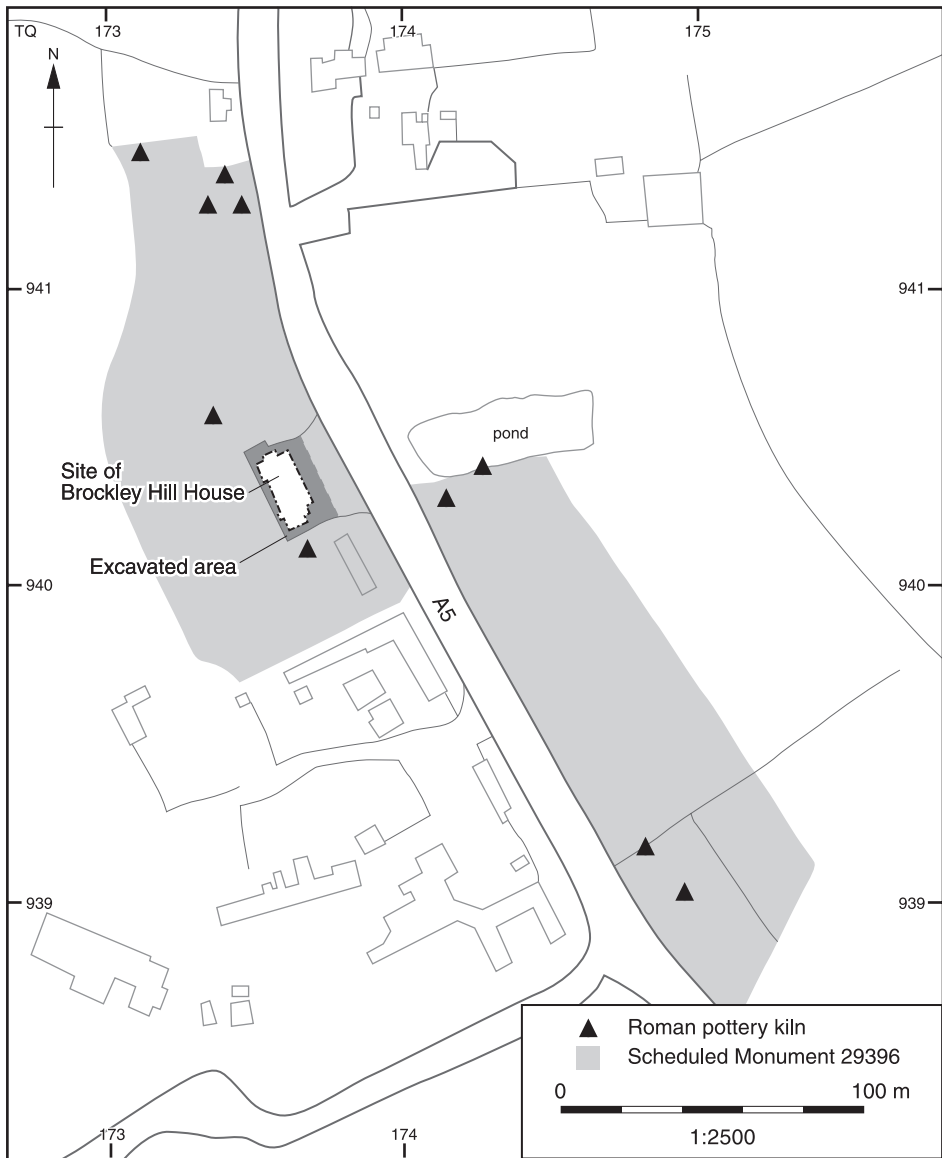 TQ
173
174
175
N
941
941
pond
Site of
Brockley Hill House
Excavated area
940
940
A5
939
939
Roman pottery kiln
Scheduled Monument 29396
0
100 m
1:2500
173
174